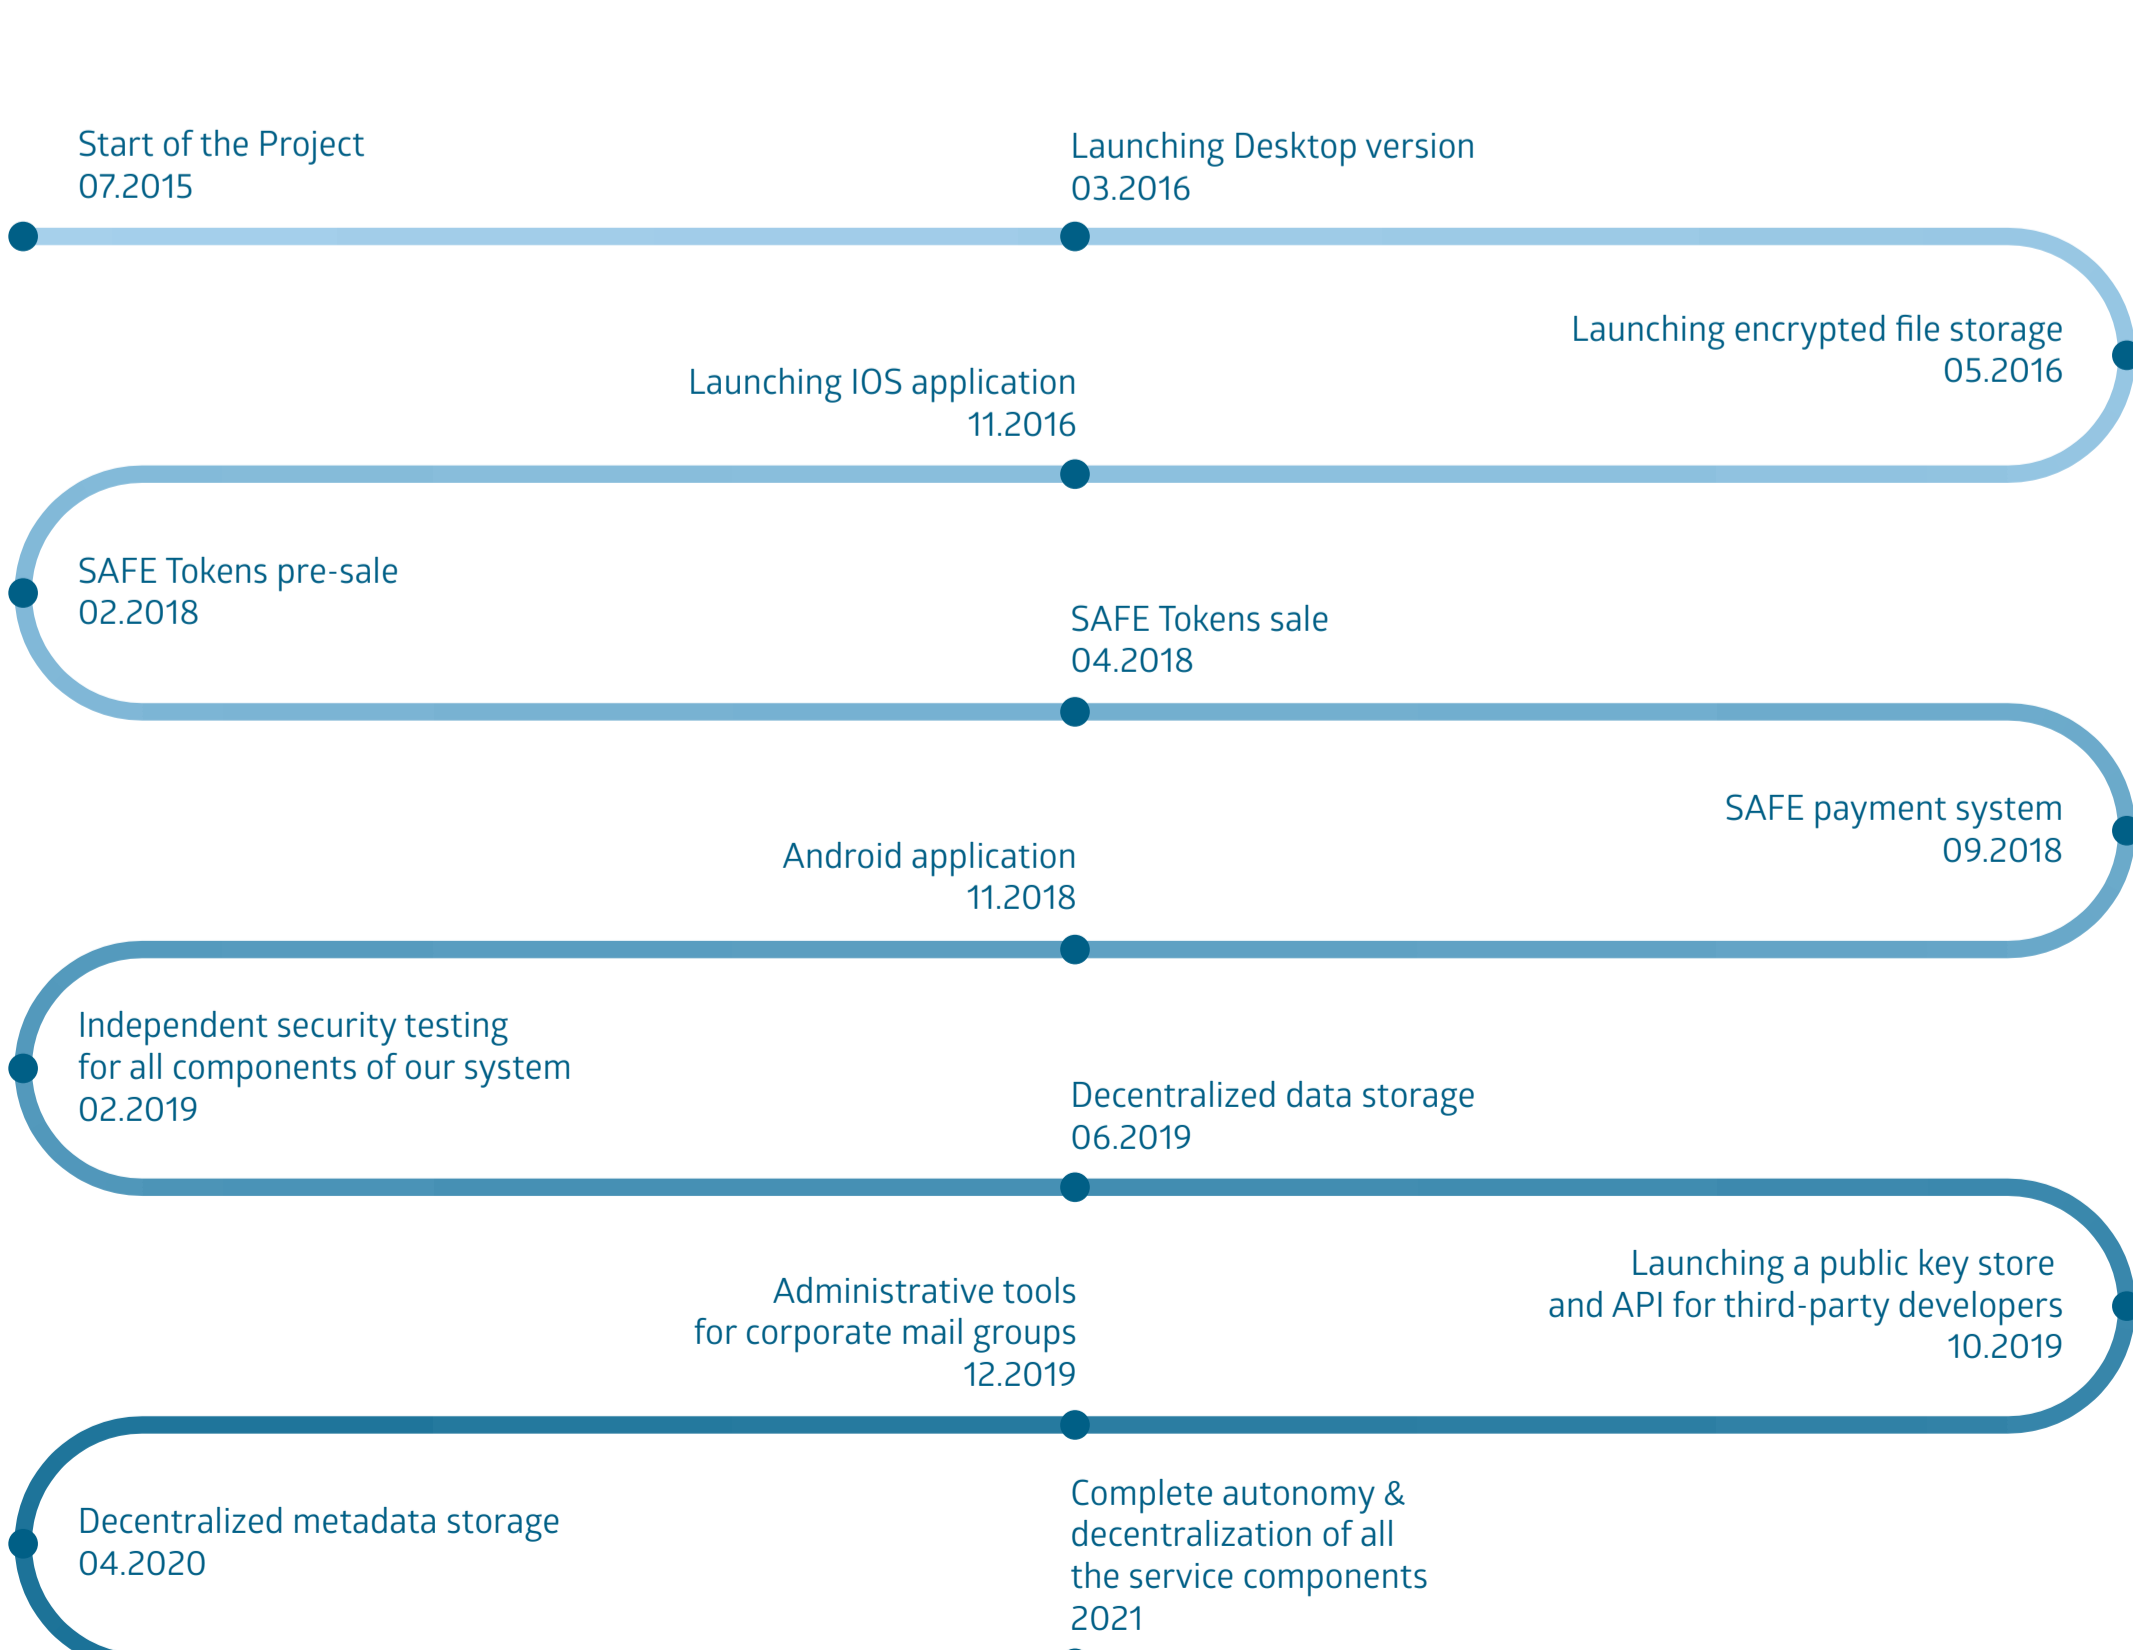 Start of the Project
07.2015
Launching Desktop version
03.2016
Launching encrypted file storage
05.2016
Launching IOS application
11.2016
SAFE Tokens pre-sale
02.2018
SAFE Tokens sale
04.2018
SAFE payment system
09.2018
Android application
11.2018
Independent security testing
for all components of our system
02.2019
Decentralized data storage
06.2019
Launching a public key store
and API for third-party developers
10.2019
Administrative tools
for corporate mail groups
12.2019
Decentralized metadata storage
04.2020
Complete autonomy &
decentralization of all
the service components
2021